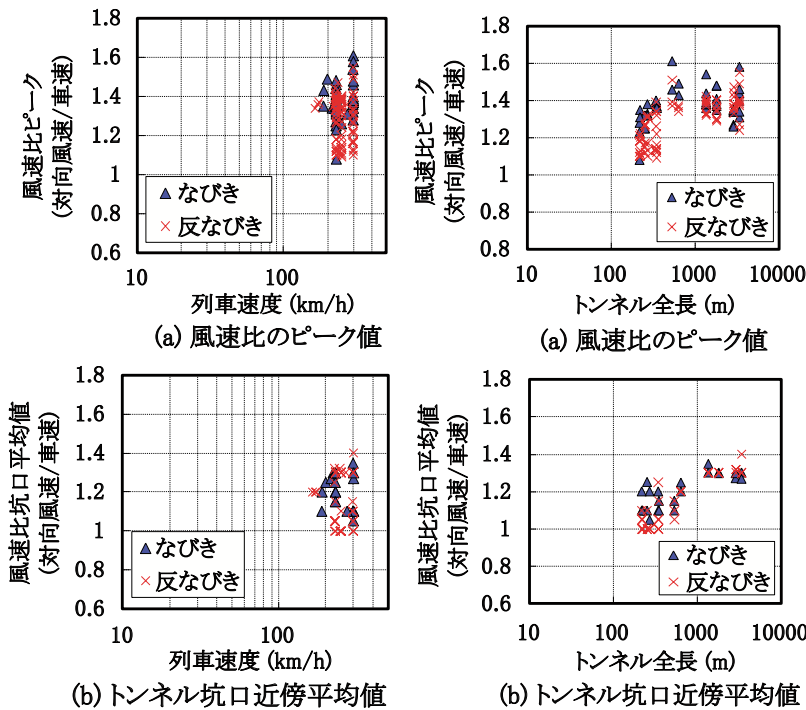 1.8
1.6
1.4
1.2
1
1.8
0.6
10
100
風速比ピーク
(対向風速/車速)
なびき
反なびき
列車速度 (km/h)
(a) 風速比のピーク値
1.8
1.6
1.4
1.2
1
0.8
10
100
1000
10000
風速比ピーク
(対向風速/車速)
なびき
反なびき
トンネル全長 (m)
(a) 風速比のピーク値
1.8
1.6
1.4
1.2
1
0.8
0.6
10
100
風速比坑口平均値
(対向風速/車速)
なびき
反なびき
列車速度 (km/h)
(b) トンネル坑口近傍平均値
1.8
1.6
1.4
1.2
1
0.8
0.6
10
100
1000
10000
風速比坑口平均値
(対向風速/車速)
なびき
反なびき
トンネル全長 (m)
(b) トンネル坑口近傍平均値